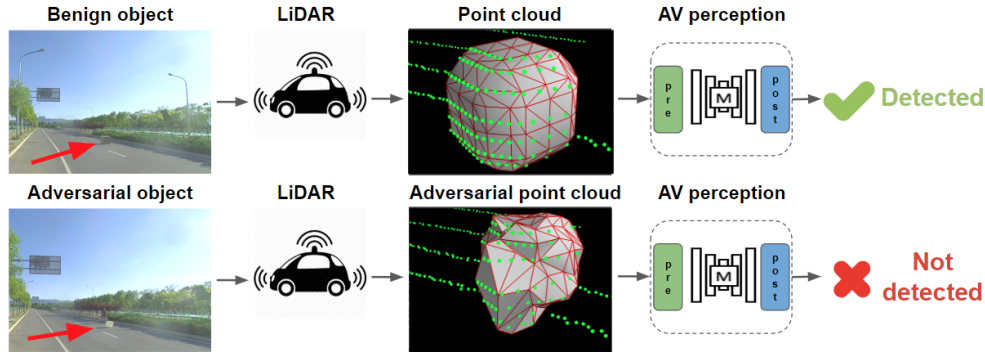 Benign object
LiDAR
Point cloud
AV perception
pre
M
post
Detected
Adversarial object
LiDAR
Adversarial point cloud
AV perception
pre
M
post
Not
detected